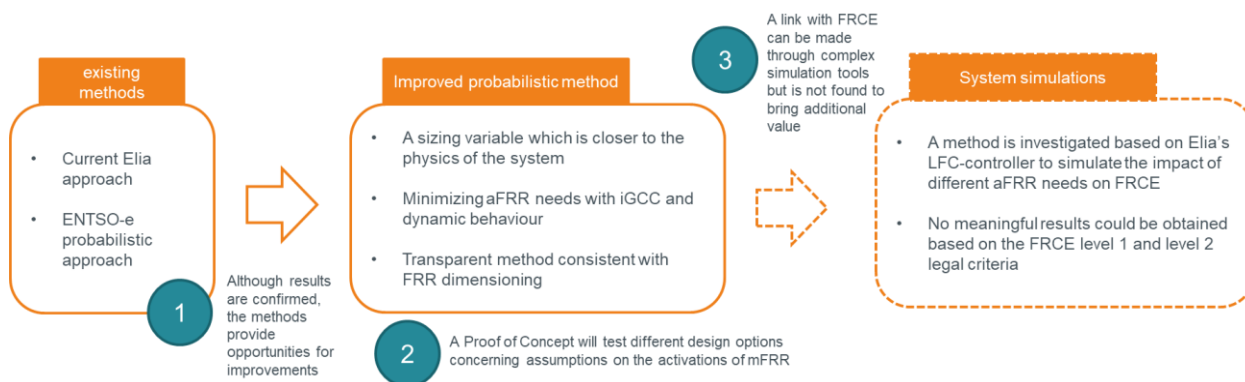 existing
methods
• Current Elia
approach
• ENTSO-e
probabilistic
approach
1
Although results
are confirmed,
the methods
provide
opportunities for
improvements
Improved probabilistic method
• A sizing variable which is closer to the
physics of the system
• Minimizing aFRR needs with iGCC and
dynamic behaviour
• Transparent method consistent with
FRR dimensioning
2
A Proof of Concept will test different design options
concerning assumptions on the activations of mFRR
3
A link with FRCE
can be made
through complex
simulation tools
but is not found to
bring additional
value
System simulations
• A method is investigated based on Elia's
LFC-controller to simulate the impact of
different aFRR needs on FRCE
• No meaningful results could be obtained
based on the FRCE level 1 and level 2
legal criteria